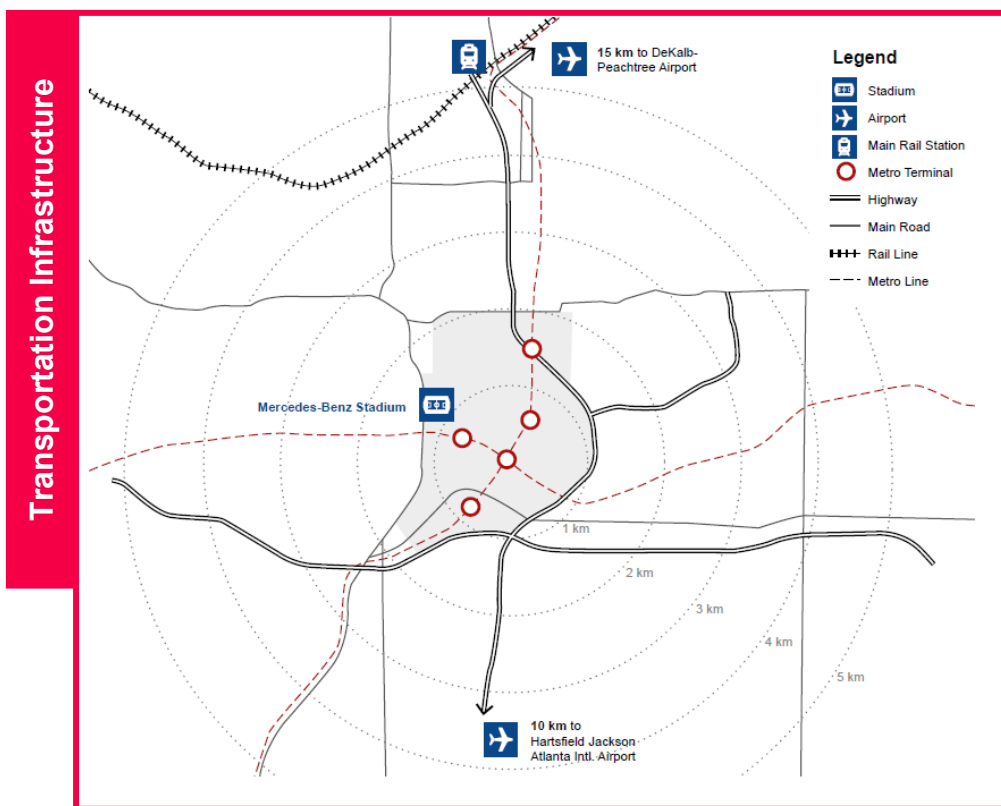 Transportation Infrastructure
15 km to DeKalb-
Peachtree Airport
Legend
Stadium
Airport
Main Rail Station
Metro Terminal
Highway
Main Road
Rail Line
Metro Line
Mercedes-Benz Stadium
1 km
2 km
3 km
4 km
5 km
10 km to
Hartsfield Jackson
Atlanta Intl. Airport